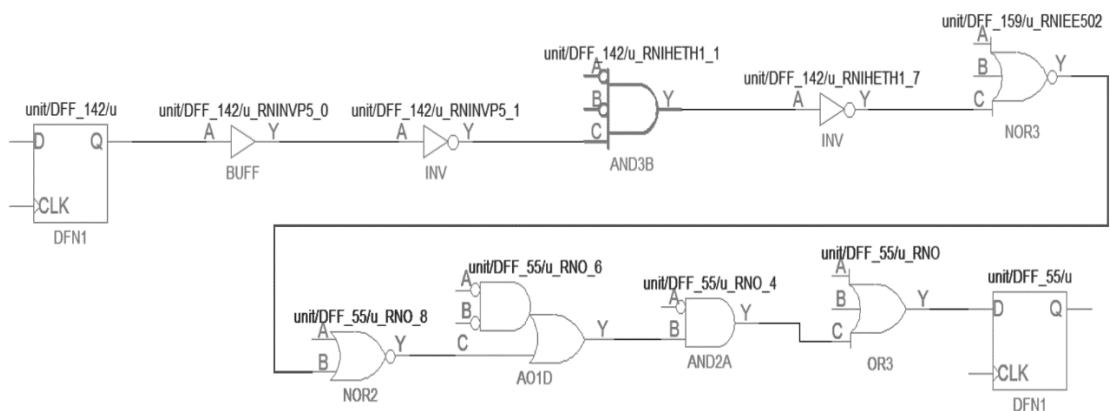 unit/DFF_159/u_RNIEE502
unit/DFF_142/u_RNIHETH1_1
A
A
unit/DFF_142/u_RNIHETH1_7
B
Y
unit/DFF_142/u
unit/DFF_142/u_RNINVP5_0
unit/DFF_142/u_RNINVP5_1
B
Y
A
Y
C
D
Q
A
Y
A
Y
C
INV
NOR3
BUFF
INV
AND3B
CLK
DFN1
unit/DFF_55/u_RNO_6
unit/DFF_55/u_RNO
unit/DFF_55/u
A
unit/DFF_55/u_RNO_4
A
A
B
Y
D
Q
unit/DFF_55/u_RNO_8
B
Y
Y
B
C
A
Y
C
B
AND2A
OR3
CLK
NOR2
AO1D
DFN1